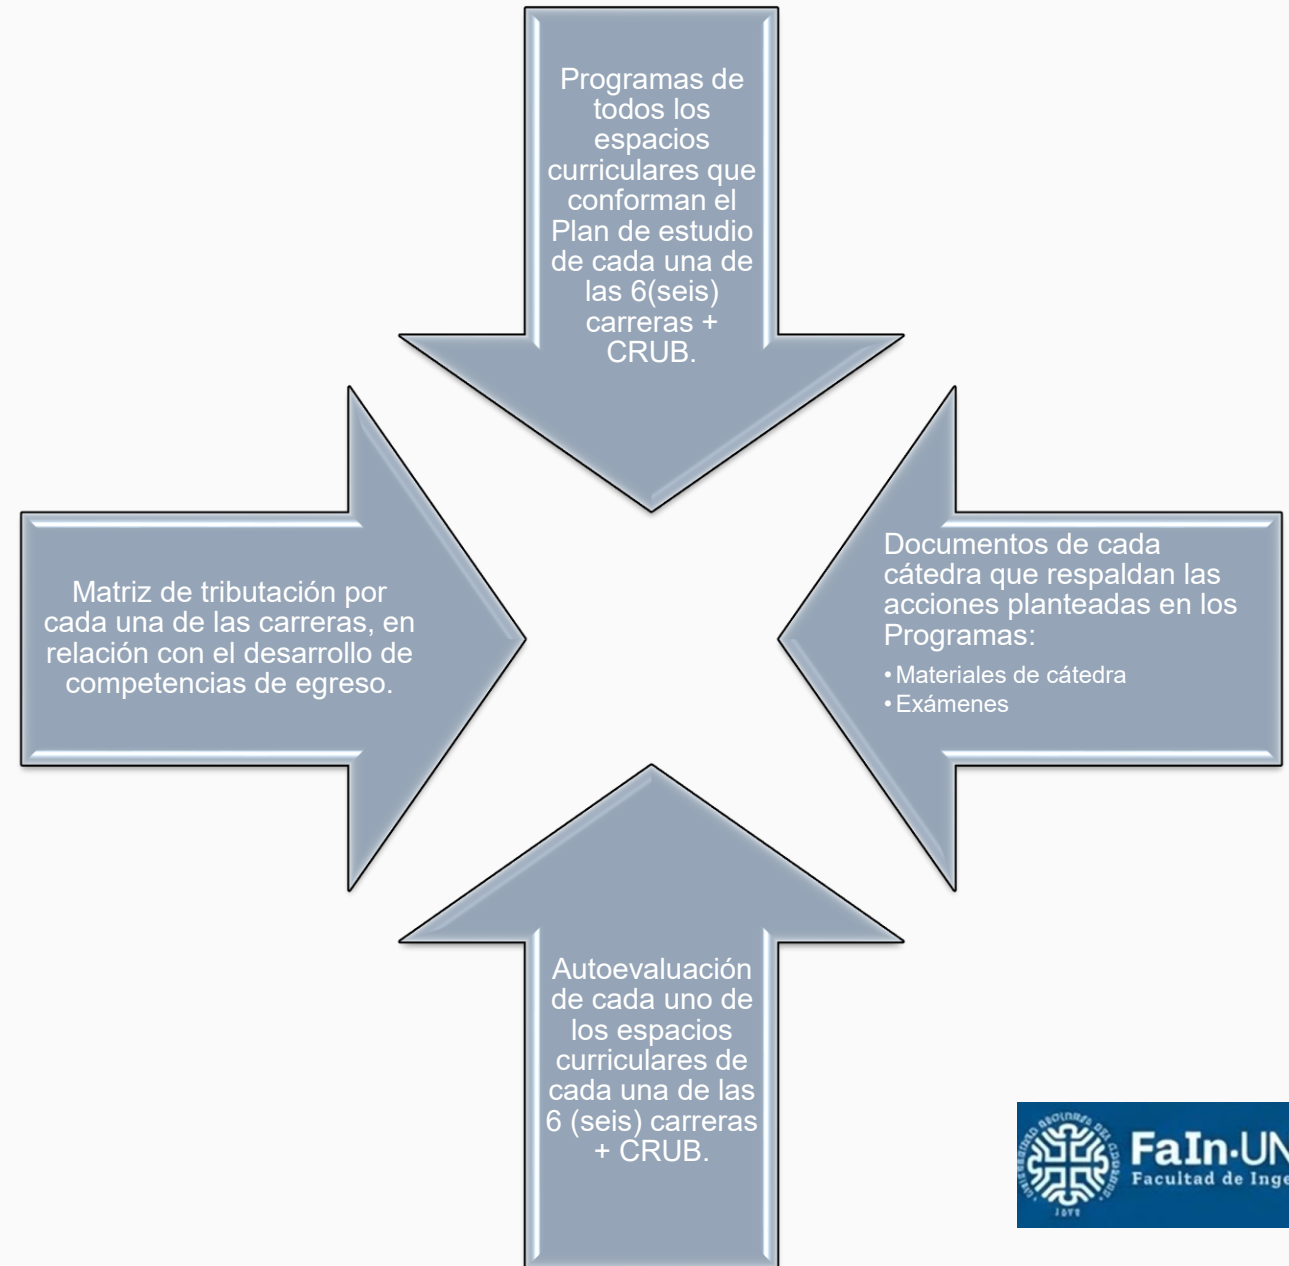 Programas de
todos los
espacios
curriculares que
conforman el
Plan de estudio
de cada una de
las 6(seis)
carreras +
CRUB.
Matriz de tributación por
cada una de las carreras, en
relación con el desarrollo de
competencias de egreso.
Documentos de cada
cátedra que respaldan las
acciones planteadas en los
Programas:
• Materiales de cátedra
• Exámenes
Autoevaluación
de cada uno de
los espacios
curriculares de
cada una de las
6 (seis) carreras
+ CRUB.
FaIn·UN
Facultad de Inge